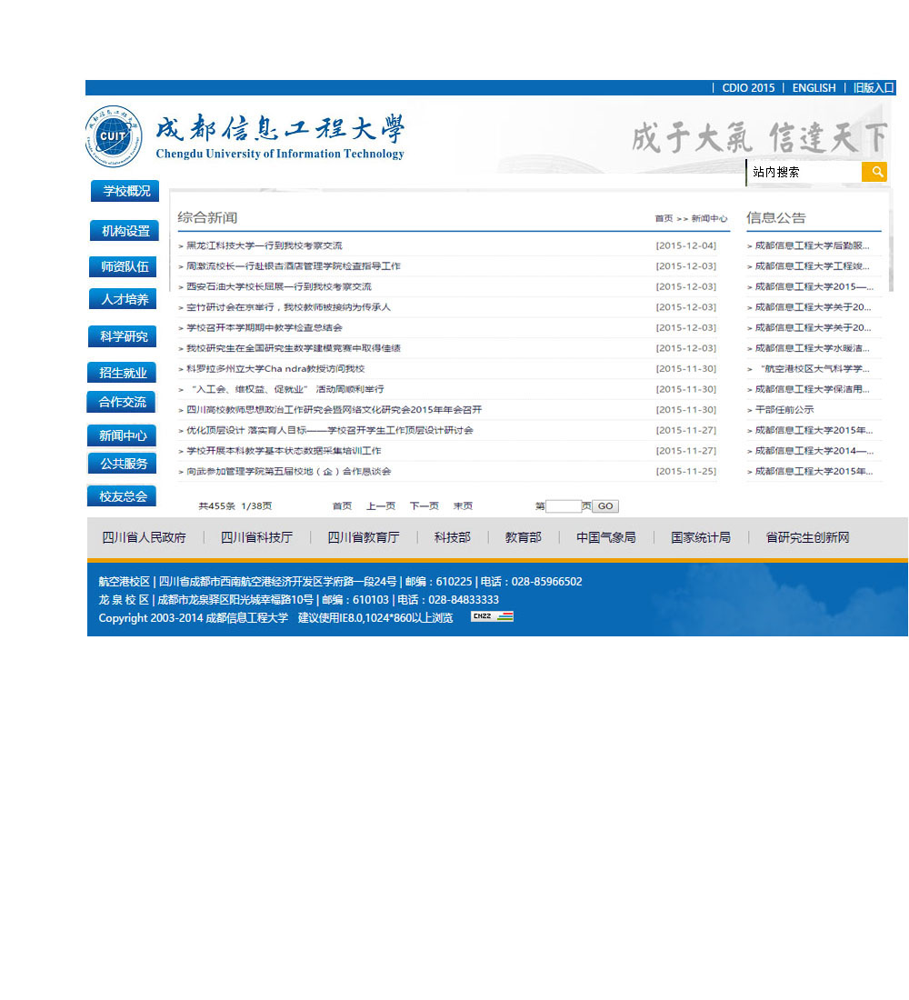 | CDIO 2015 | ENGLISH | 旧版入口
成都信息工程大學
Chengdu University of Information Technology
CUIT
成于大氣 信達天下
站内搜索
学校概况
机构设置
师资队伍
人才培养
科学研究
招生就业
合作交流
新闻中心
公共服务
校友总会
综合新闻
首页 >> 新闻中心
> 黑龙江科技大学一行到我校考察交流 [2015-12-04]
> 周激流校长一行赴银杏酒店管理学院检查指导工作 [2015-12-03]
> 西安石油大学校长屈展一行到我校考察交流 [2015-12-03]
> 空竹研讨会在京举行，我校教师被接纳为传承人 [2015-12-03]
> 学校召开本学期期中教学检查总结会 [2015-12-03]
> 我校研究生在全国研究生数学建模竞赛中取得佳绩 [2015-12-03]
> 科罗拉多州立大学Cha ndra教授访问我校 [2015-11-30]
> “入工会、维权益、促就业” 活动周顺利举行 [2015-11-30]
> 四川高校教师思想政治工作研究会暨网络文化研究会2015年年会召开 [2015-11-30]
> 优化顶层设计 落实育人目标——学校召开学生工作顶层设计研讨会 [2015-11-27]
> 学校开展本科教学基本状态数据采集培训工作 [2015-11-27]
> 向武参加管理学院第五届校地（企）合作恳谈会 [2015-11-25]
共455条 1/38页 首页 上一页 下一页 末页 第 页 GO
信息公告
> 成都信息工程大学后勤服...
> 成都信息工程大学工程竣...
> 成都信息工程大学2015—...
> 成都信息工程大学关于20...
> 成都信息工程大学关于20...
> 成都信息工程大学水暖洁...
> “航空港校区大气科学学...
> 成都信息工程大学保洁用...
> 干部任前公示
> 成都信息工程大学2015年...
> 成都信息工程大学2014—...
> 成都信息工程大学2015年...
四川省人民政府 | 四川省科技厅 | 四川省教育厅 | 科技部 | 教育部 | 中国气象局 | 国家统计局 | 省研究生创新网
航空港校区 | 四川省成都市西南航空港经济开发区学府路一段24号 | 邮编：610225 | 电话：028-85966502
龙 泉 校 区 | 成都市龙泉驿区阳光城幸福路10号 | 邮编：610103 | 电话：028-84833333
Copyright 2003-2014 成都信息工程大学 建议使用IE8.0,1024*860以上浏览 CNZZ